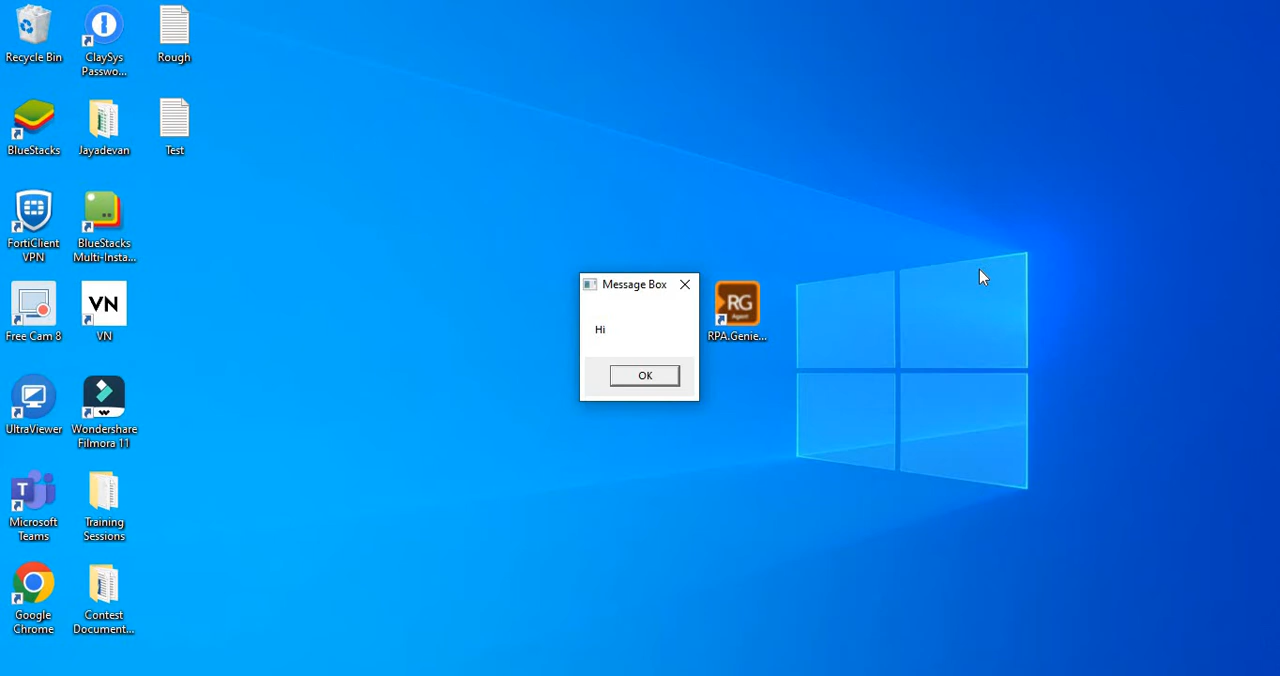 Recycle Bin
ClaySys
Passwo...
Rough
BlueStacks
Jayadevan
Test
FortiClient
VPN
BlueStacks
Multi-Insta...
Free Cam 8
VN
VN
UltraViewer
Wondershare
Filmora 11
T
Microsoft
Teams
Training
Sessions
Google
Chrome
Contest
Document...
Message Box
Hi
OK
RG
Agent
RPA.Genie...